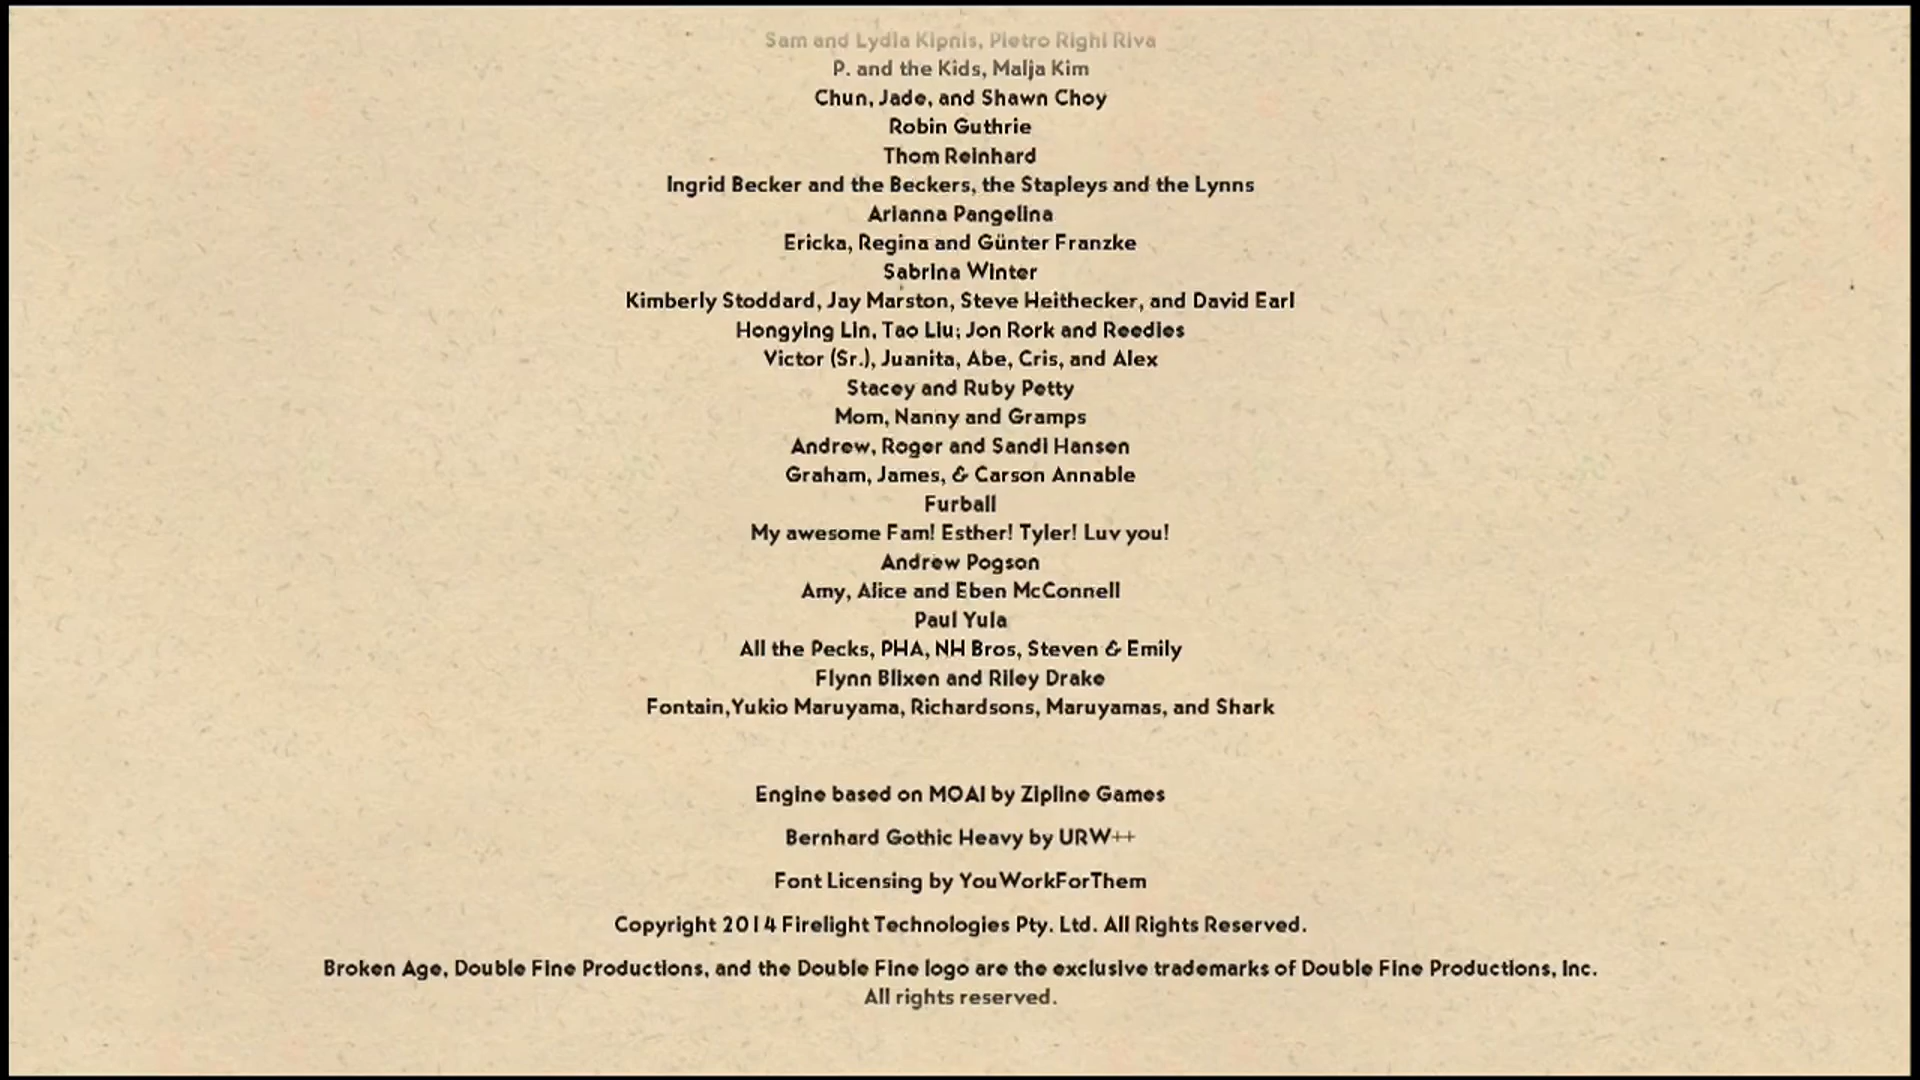 Sam and Lydia Kipnis, Pietro Righi Riva
P. and the Kids, Malja Kim
Chun, Jade, and Shawn Choy
Robin Guthrie
Thom Reinhard
Ingrid Becker and the Beckers, the Stapleys and the Lynns
Arianna Pangelina
Ericka, Regina and Günter Franzke
Sabrina Winter
Kimberly Stoddard, Jay Marston, Steve Heithecker, and David Earl
Hongying Lin, Tao Liu; Jon Rork and Reedies
Victor (Sr.), Juanita, Abe, Cris, and Alex
Stacey and Ruby Petty
Mom, Nanny and Gramps
Andrew, Roger and Sandi Hansen
Graham, James, & Carson Annable
Furball
My awesome Fam! Esther! Tyler! Luv you!
Andrew Pogson
Amy, Alice and Eben McConnell
Paul Yula
All the Pecks, PHA, NH Bros, Steven & Emily
Flynn Blixen and Riley Drake
Fontain,Yukio Maruyama, Richardsons, Maruyamas, and Shark
Engine based on MOAI by Zipline Games
Bernhard Gothic Heavy by URW++
Font Licensing by YouWorkForThem
Copyright 2014 Firelight Technologies Pty. Ltd. All Rights Reserved.
Broken Age, Double Fine Productions, and the Double Fine logo are the exclusive trademarks of Double Fine Productions, Inc.
All rights reserved.